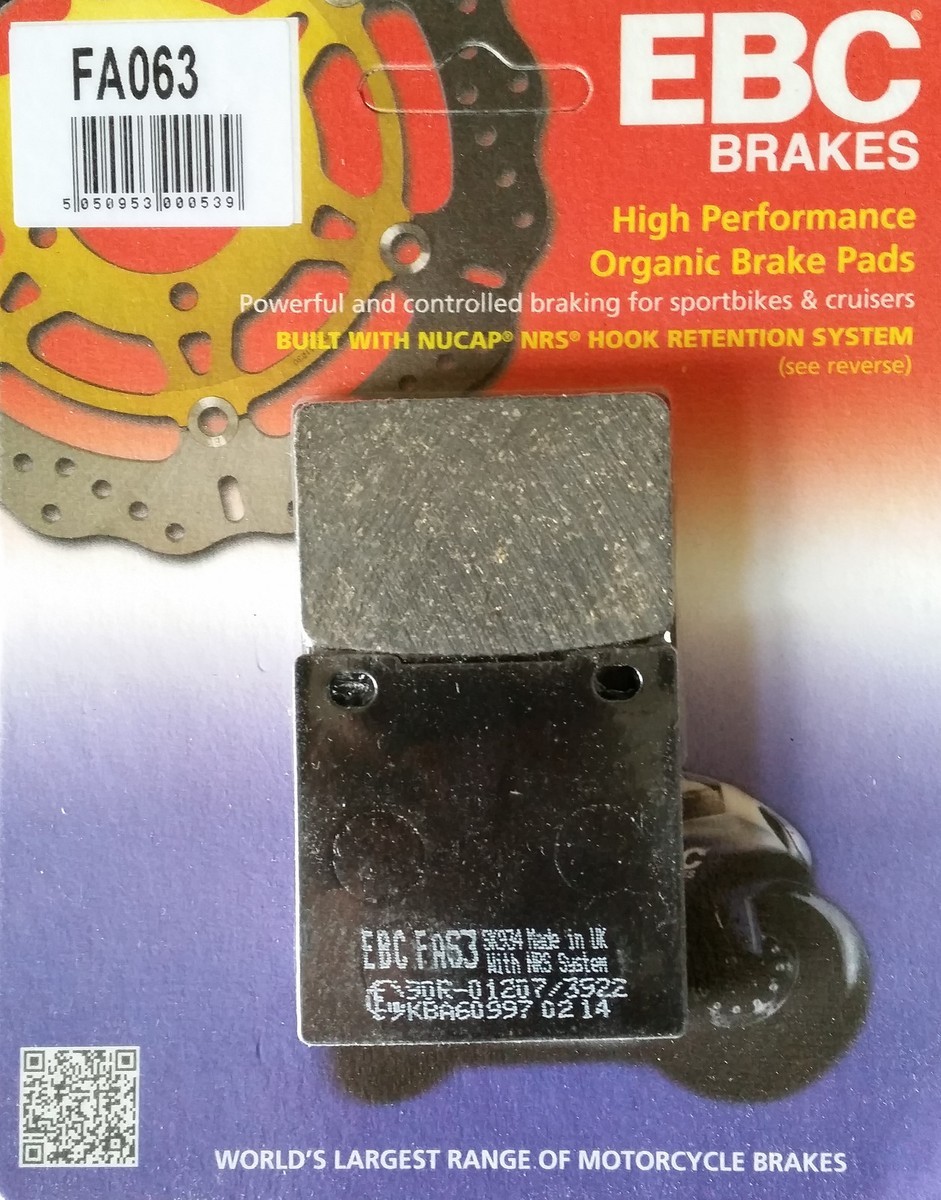 FA063
5 050953 000539
EBC®
BRAKES
High Performance
Organic Brake Pads
Powerful and controlled braking for sportbikes & cruisers
BUILT WITH NUCAP® NRS® HOOK RETENTION SYSTEM
(see reverse)
EBC FA63 SK934 Made in UK
With NRS System
90R-01207/3922
KBA60997 0214
WORLD'S LARGEST RANGE OF MOTORCYCLE BRAKES